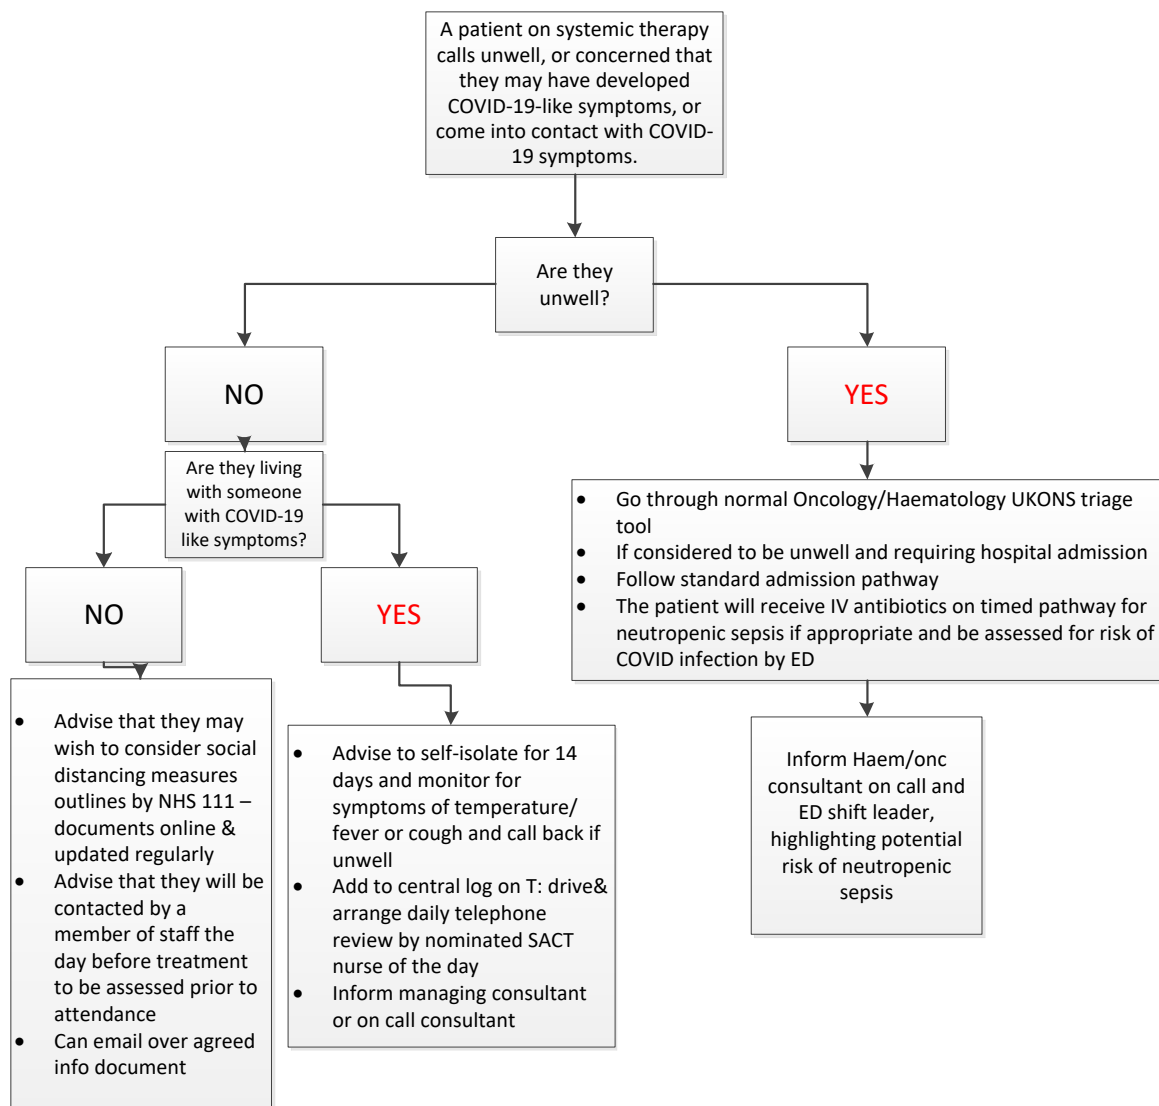 A patient on systemic therapy
calls unwell, or concerned that
they may have developed
COVID-19-like symptoms, or
come into contact with COVID-
19 symptoms.
Are they
unwell?
NO
YES
Are they living
with someone
with COVID-19
like symptoms?
• Go through normal Oncology/Haematology UKONS triage
tool
• If considered to be unwell and requiring hospital admission
• Follow standard admission pathway
• The patient will receive IV antibiotics on timed pathway for
neutropenic sepsis if appropriate and be assessed for risk of
COVID infection by ED
NO
YES
• Advise that they may
wish to consider social
distancing measures
outlines by NHS 111 –
documents online &
updated regularly
• Advise that they will be
contacted by a
member of staff the
day before treatment
to be assessed prior to
attendance
• Can email over agreed
info document
• Advise to self-isolate for 14
days and monitor for
symptoms of temperature/
fever or cough and call back if
unwell
• Add to central log on T: drive&
arrange daily telephone
review by nominated SACT
nurse of the day
• Inform managing consultant
or on call consultant
Inform Haem/onc
consultant on call and
ED shift leader,
highlighting potential
risk of neutropenic
sepsis